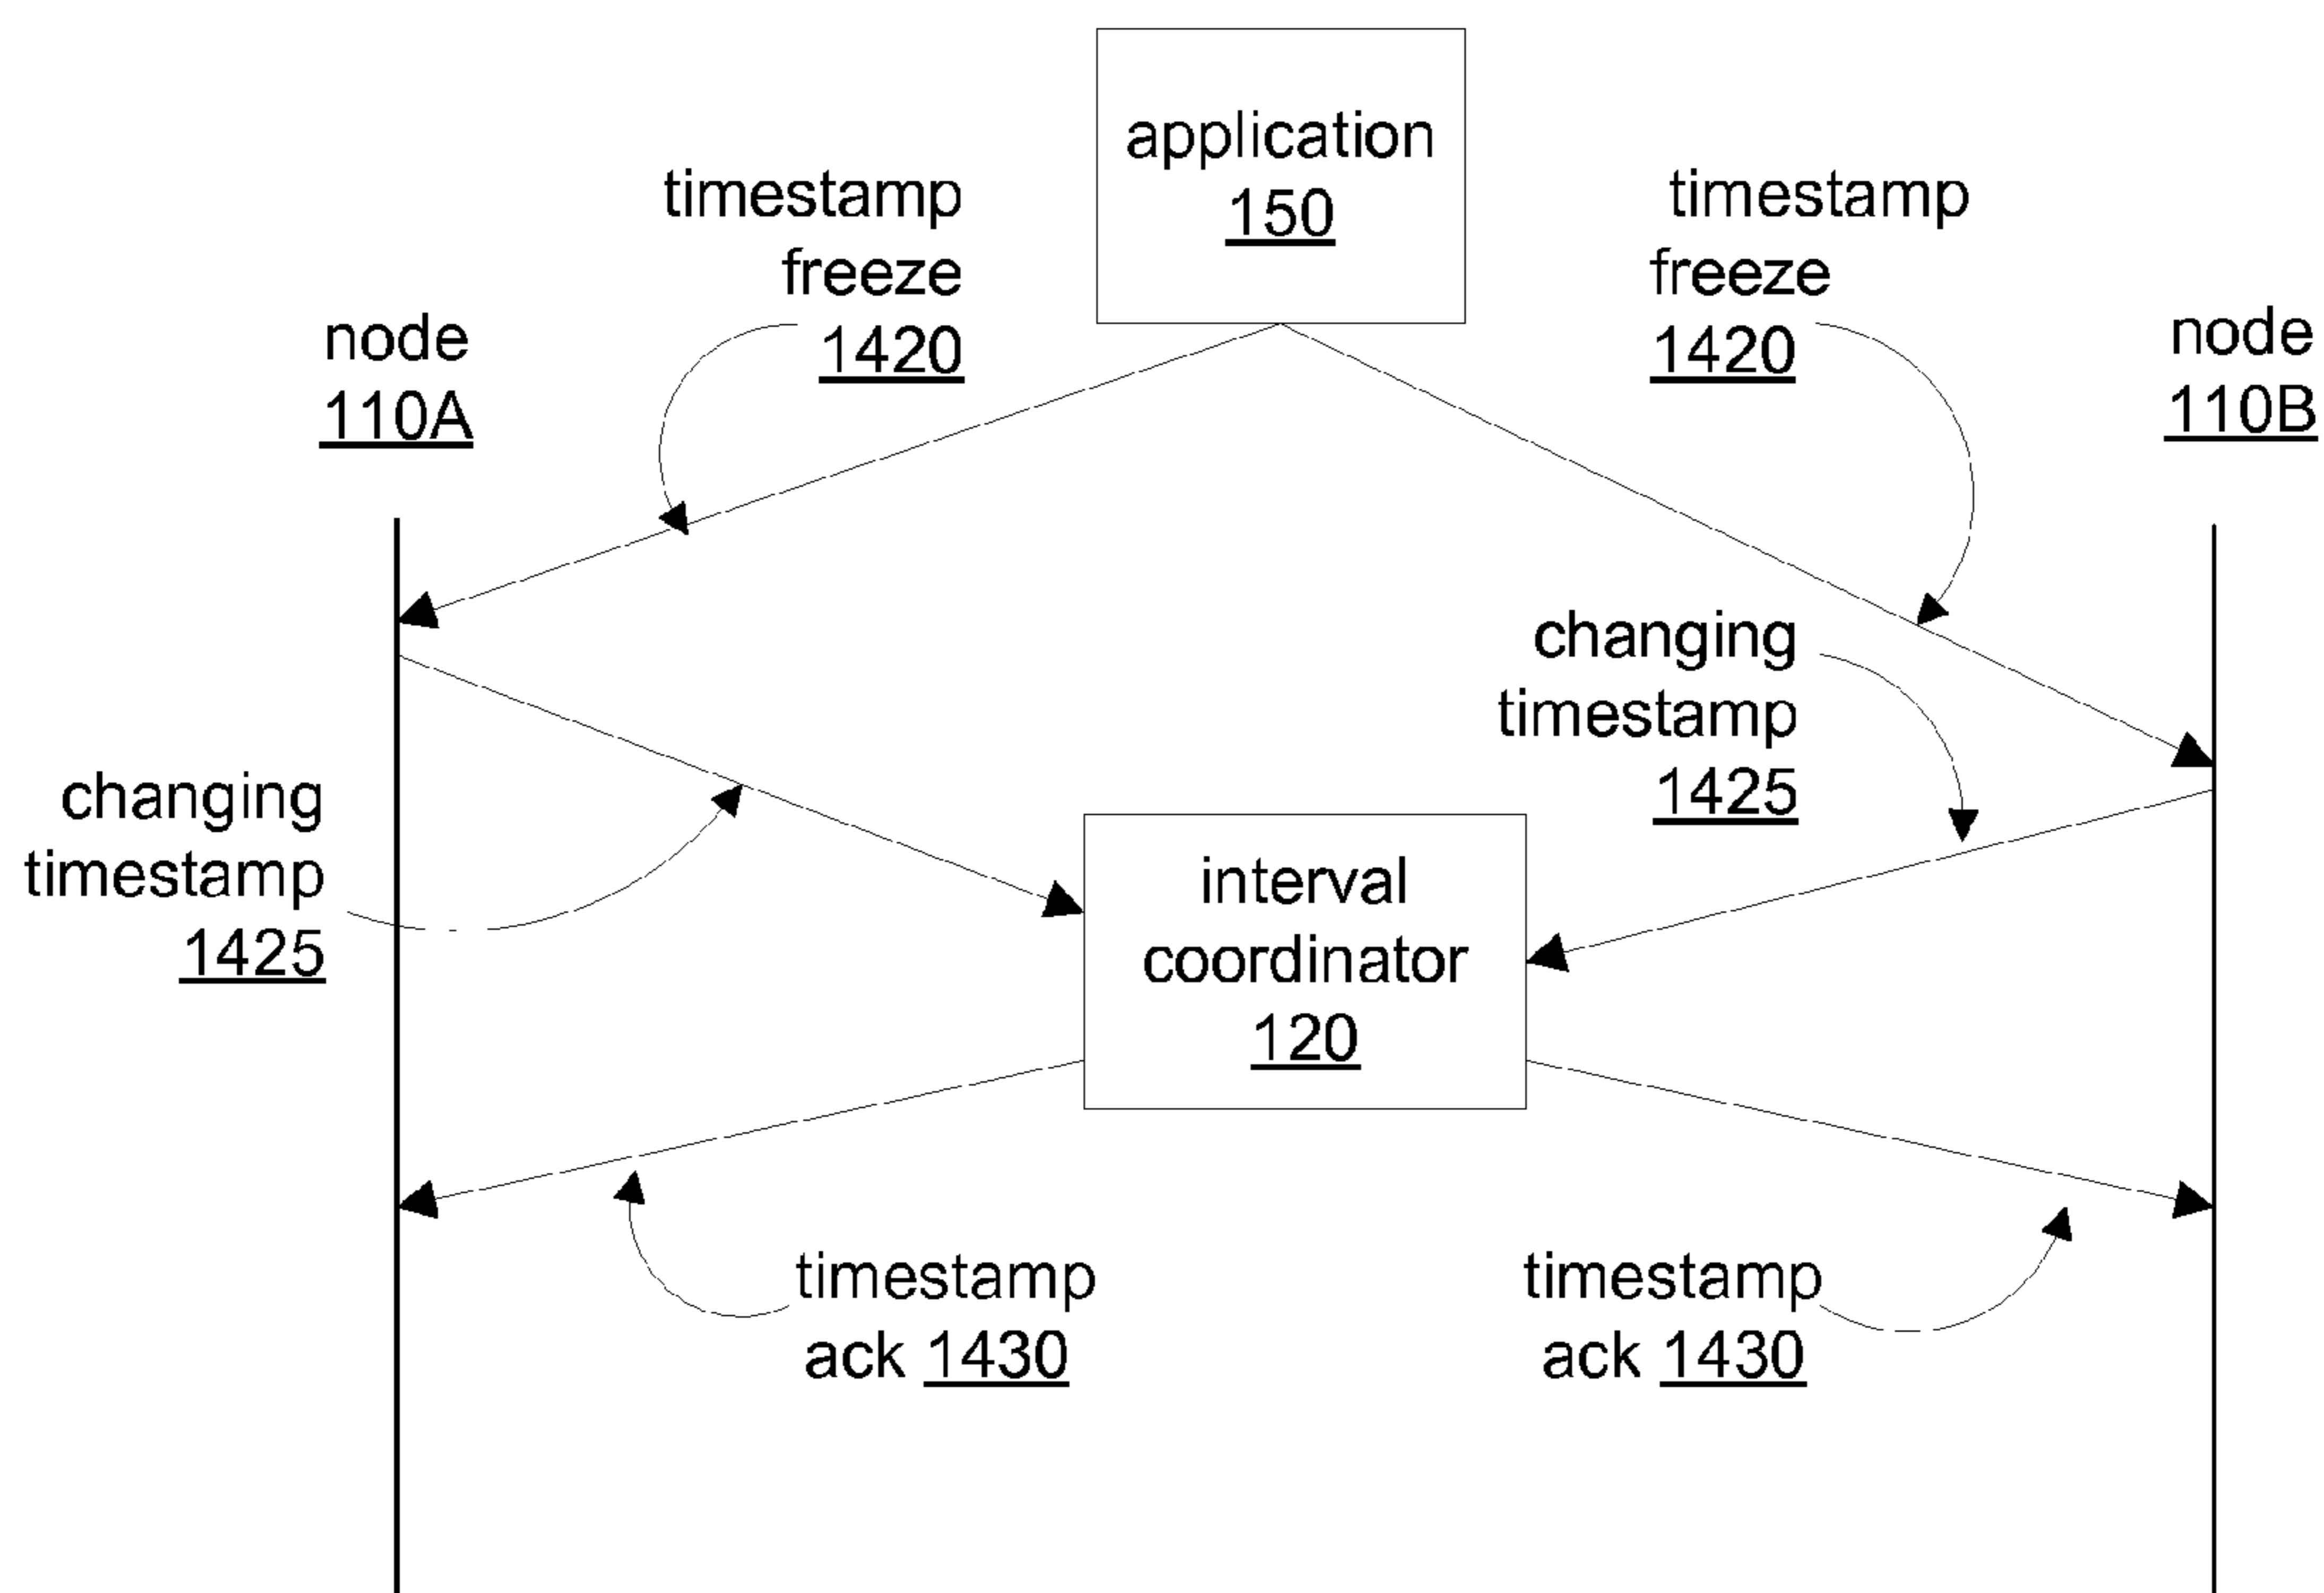 application
150
timestamp
freeze
1420
timestamp
freeze
1420
node
110A
node
110B
changing
timestamp
1425
changing
timestamp
1425
interval
coordinator
120
timestamp
ack 1430
timestamp
ack 1430